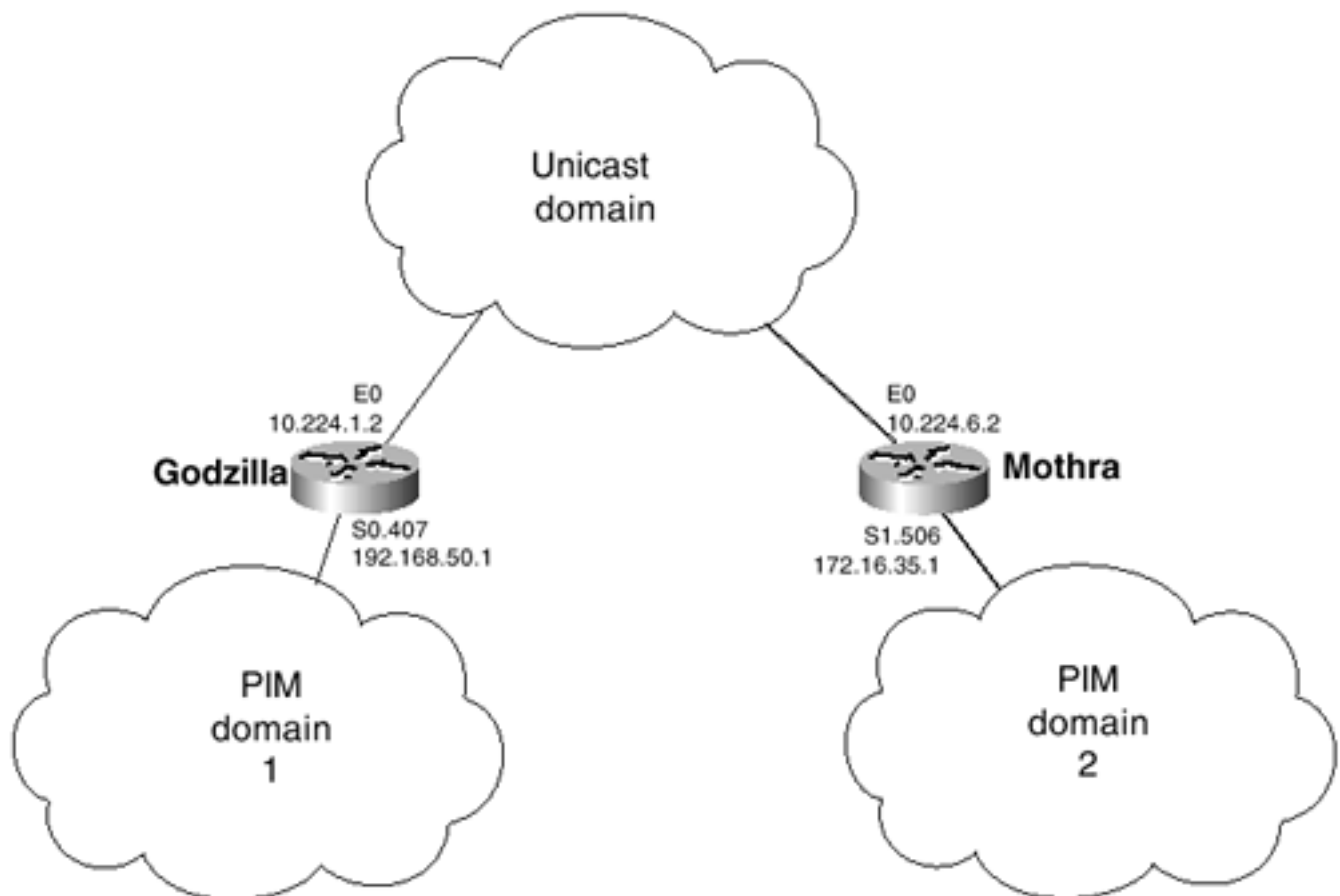 Unicast
domain
E0
10.224.1.2
E0
10.224.6.2
Godzilla
Mothra
S0.407
192.168.50.1
S1.506
172.16.35.1
PIM
domain
1
PIM
domain
2